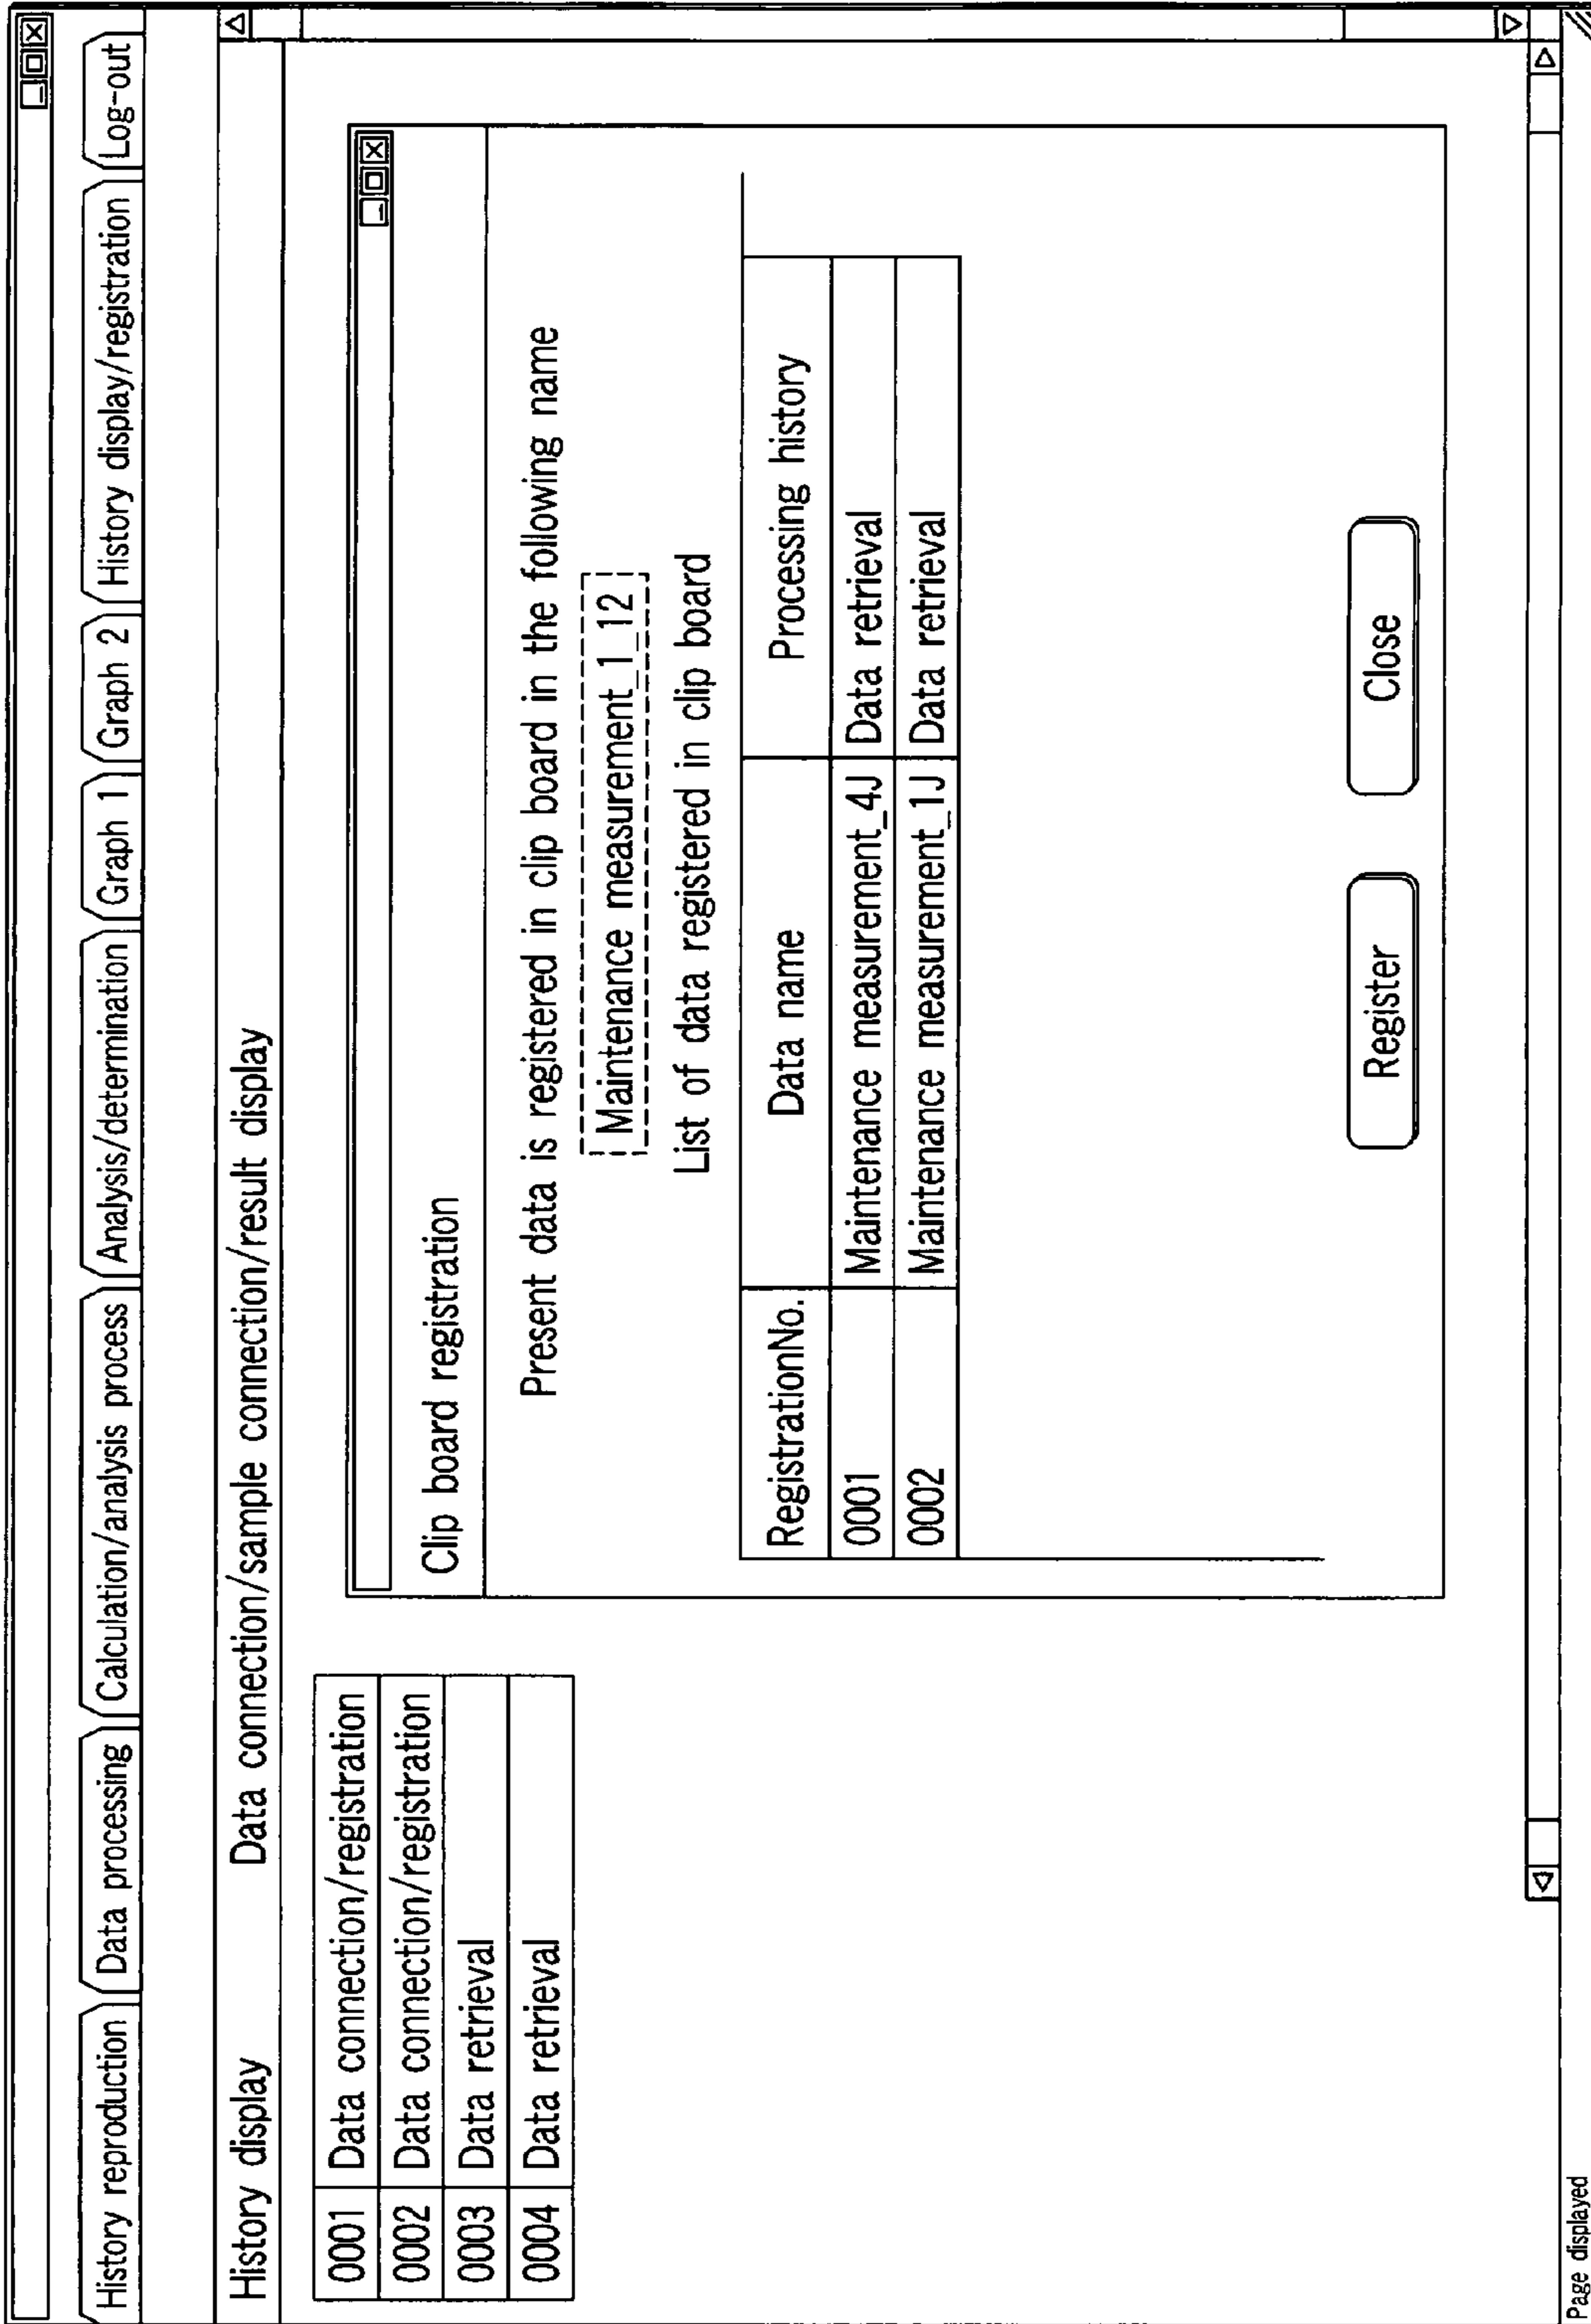 History reproduction Data processing Calculation/analysis process Analysis/determination Graph 1 Graph 2 History display/registration Log-out
History display Data connection/sample connection/result display
0001 Data connection/registration
0002 Data connection/registration
0003 Data retrieval
0004 Data retrieval
Clip board registration
Present data is registered in clip board in the following name
Maintenance measurement_1_12
List of data registered in clip board
RegistrationNo. Data name Processing history
0001 Maintenance measurement_4J Data retrieval
0002 Maintenance measurement_1J Data retrieval
Register Close
Page displayed